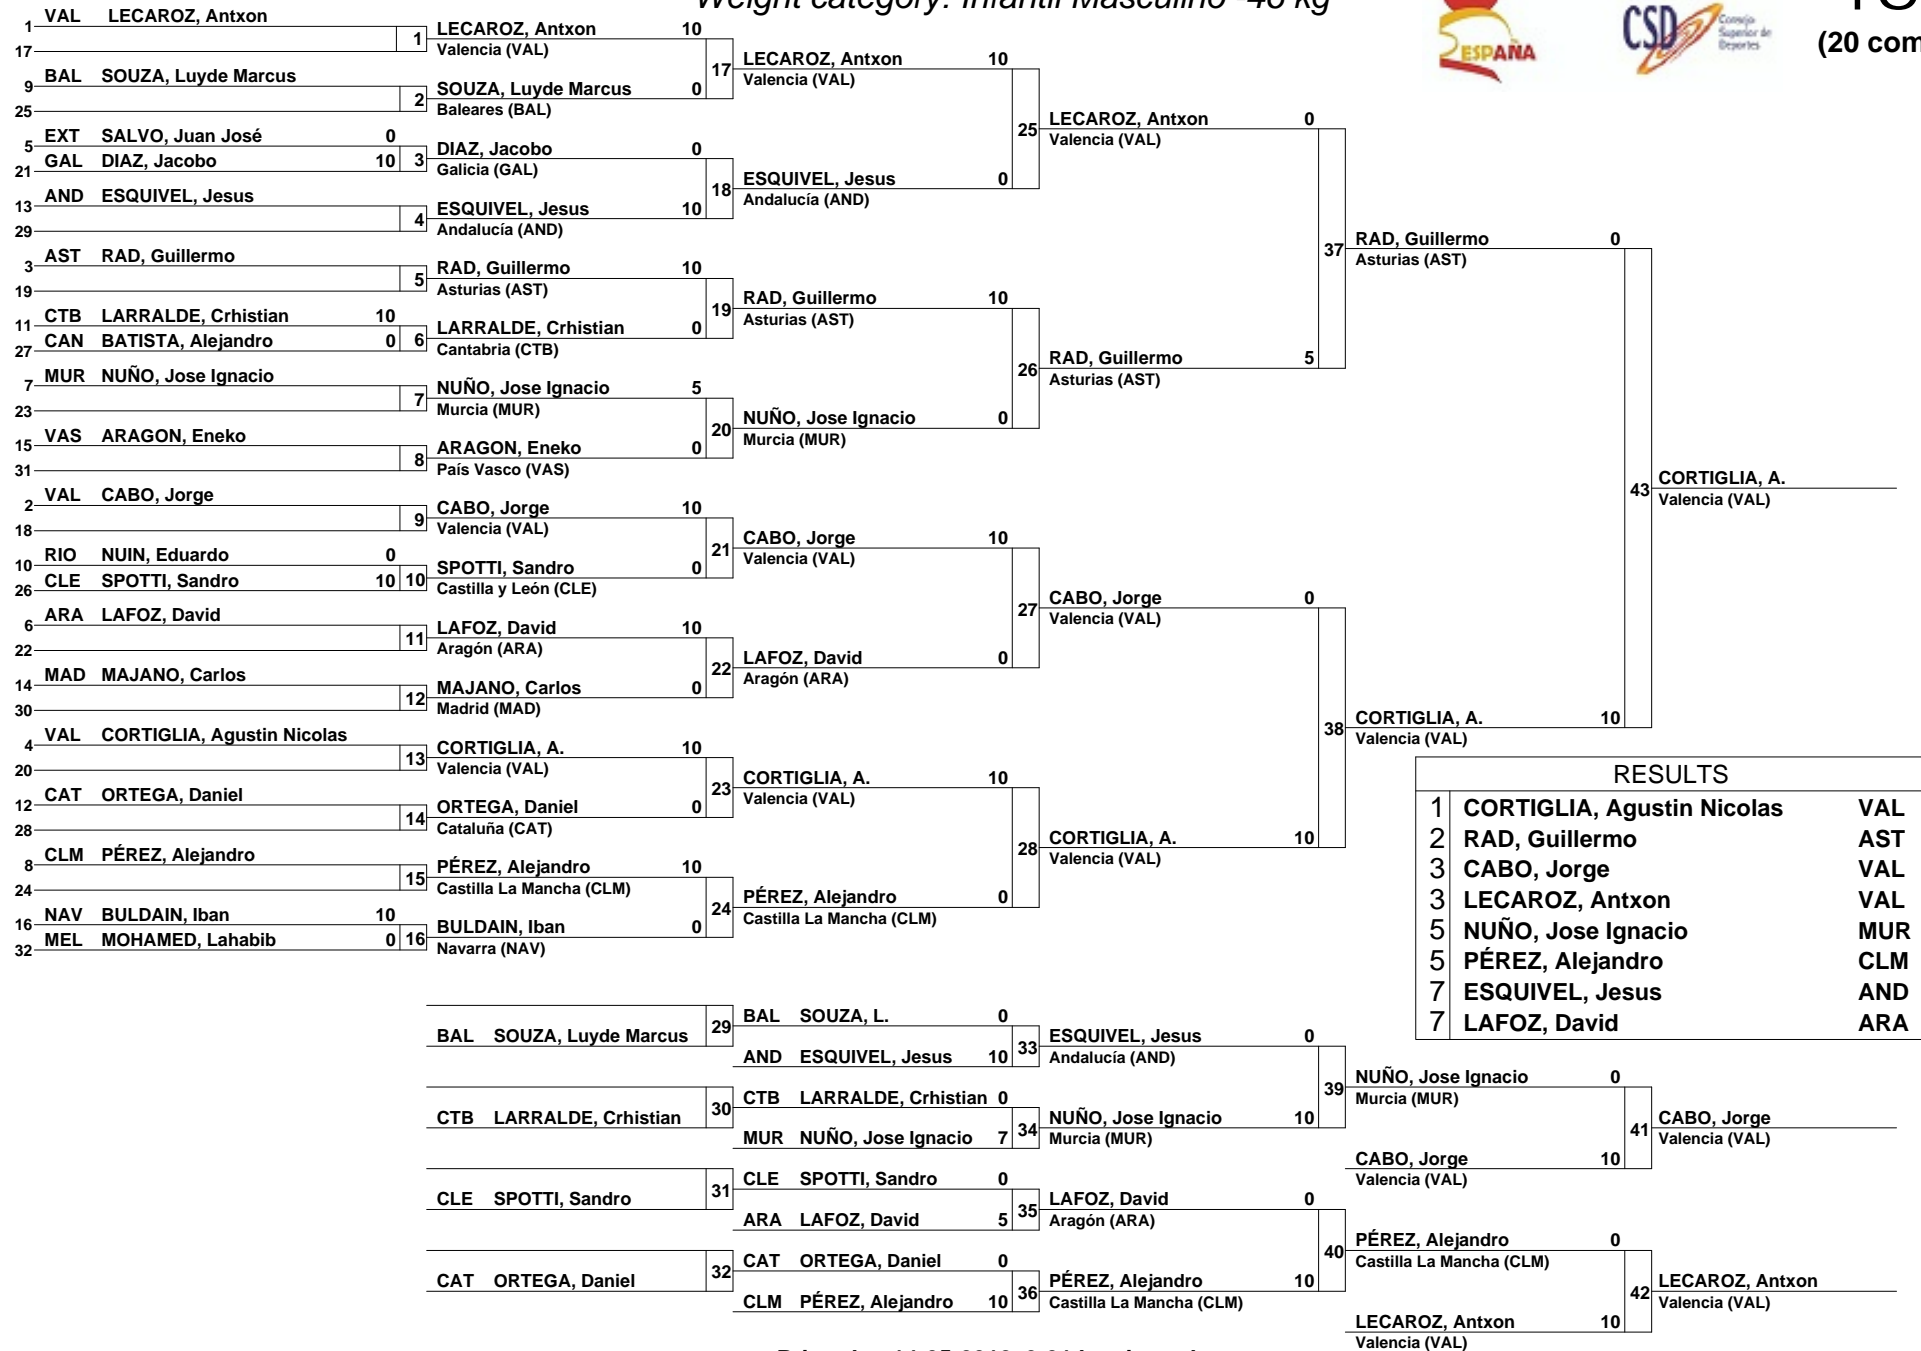 Weight category: Infantil Masculino -46 kg
ESPAÑA
CSD Consejo Superior de Deportes
(20 com
1 VAL LECAROZ, Antxon
17
1
9 BAL SOUZA, Luyde Marcus
25
2
5 EXT SALVO, Juan José 0
21 GAL DIAZ, Jacobo 10
3
13 AND ESQUIVEL, Jesus
29
4
3 AST RAD, Guillermo
19
5
11 CTB LARRALDE, Crhistian 10
27 CAN BATISTA, Alejandro 0
6
7 MUR NUÑO, Jose Ignacio
23
7
15 VAS ARAGON, Eneko
31
8
2 VAL CABO, Jorge
18
9
10 RIO NUIN, Eduardo 0
26 CLE SPOTTI, Sandro 10
10
6 ARA LAFOZ, David
22
11
14 MAD MAJANO, Carlos
30
12
4 VAL CORTIGLIA, Agustin Nicolas
20
13
12 CAT ORTEGA, Daniel
28
14
8 CLM PÉREZ, Alejandro
24
15
16 NAV BULDAIN, Iban 10
32 MEL MOHAMED, Lahabib 0
16
LECAROZ, Antxon 10
Valencia (VAL)
17
SOUZA, Luyde Marcus 0
Baleares (BAL)
DIAZ, Jacobo 0
Galicia (GAL)
18
ESQUIVEL, Jesus 10
Andalucía (AND)
RAD, Guillermo 10
Asturias (AST)
19
LARRALDE, Crhistian 0
Cantabria (CTB)
NUÑO, Jose Ignacio 5
Murcia (MUR)
20
ARAGON, Eneko 0
País Vasco (VAS)
CABO, Jorge 10
Valencia (VAL)
21
SPOTTI, Sandro 0
Castilla y León (CLE)
LAFOZ, David 10
Aragón (ARA)
22
MAJANO, Carlos 0
Madrid (MAD)
CORTIGLIA, A. 10
Valencia (VAL)
23
ORTEGA, Daniel 0
Cataluña (CAT)
PÉREZ, Alejandro 10
Castilla La Mancha (CLM)
24
BULDAIN, Iban 0
Navarra (NAV)
LECAROZ, Antxon 10
Valencia (VAL)
25
ESQUIVEL, Jesus 0
Andalucía (AND)
RAD, Guillermo 10
Asturias (AST)
26
NUÑO, Jose Ignacio 0
Murcia (MUR)
CABO, Jorge 10
Valencia (VAL)
27
LAFOZ, David 0
Aragón (ARA)
CORTIGLIA, A. 10
Valencia (VAL)
28
PÉREZ, Alejandro 0
Castilla La Mancha (CLM)
LECAROZ, Antxon 0
Valencia (VAL)
37
RAD, Guillermo 5
Asturias (AST)
CABO, Jorge 0
Valencia (VAL)
38
CORTIGLIA, A. 10
Valencia (VAL)
RAD, Guillermo 0
Asturias (AST)
43
CORTIGLIA, A. 10
Valencia (VAL)
CORTIGLIA, A.
Valencia (VAL)
RESULTS
1 CORTIGLIA, Agustin Nicolas VAL
2 RAD, Guillermo AST
3 CABO, Jorge VAL
3 LECAROZ, Antxon VAL
5 NUÑO, Jose Ignacio MUR
5 PÉREZ, Alejandro CLM
7 ESQUIVEL, Jesus AND
7 LAFOZ, David ARA
BAL SOUZA, Luyde Marcus
29
CTB LARRALDE, Crhistian
30
CLE SPOTTI, Sandro
31
CAT ORTEGA, Daniel
32
BAL SOUZA, L. 0
AND ESQUIVEL, Jesus 10
33
CTB LARRALDE, Crhistian 0
MUR NUÑO, Jose Ignacio 7
34
CLE SPOTTI, Sandro 0
ARA LAFOZ, David 5
35
CAT ORTEGA, Daniel 0
CLM PÉREZ, Alejandro 10
36
ESQUIVEL, Jesus 0
Andalucía (AND)
39
NUÑO, Jose Ignacio 10
Murcia (MUR)
LAFOZ, David 0
Aragón (ARA)
40
PÉREZ, Alejandro 10
Castilla La Mancha (CLM)
NUÑO, Jose Ignacio 0
Murcia (MUR)
41
CABO, Jorge 10
Valencia (VAL)
PÉREZ, Alejandro 0
Castilla La Mancha (CLM)
42
LECAROZ, Antxon 10
Valencia (VAL)
CABO, Jorge
Valencia (VAL)
LECAROZ, Antxon
Valencia (VAL)